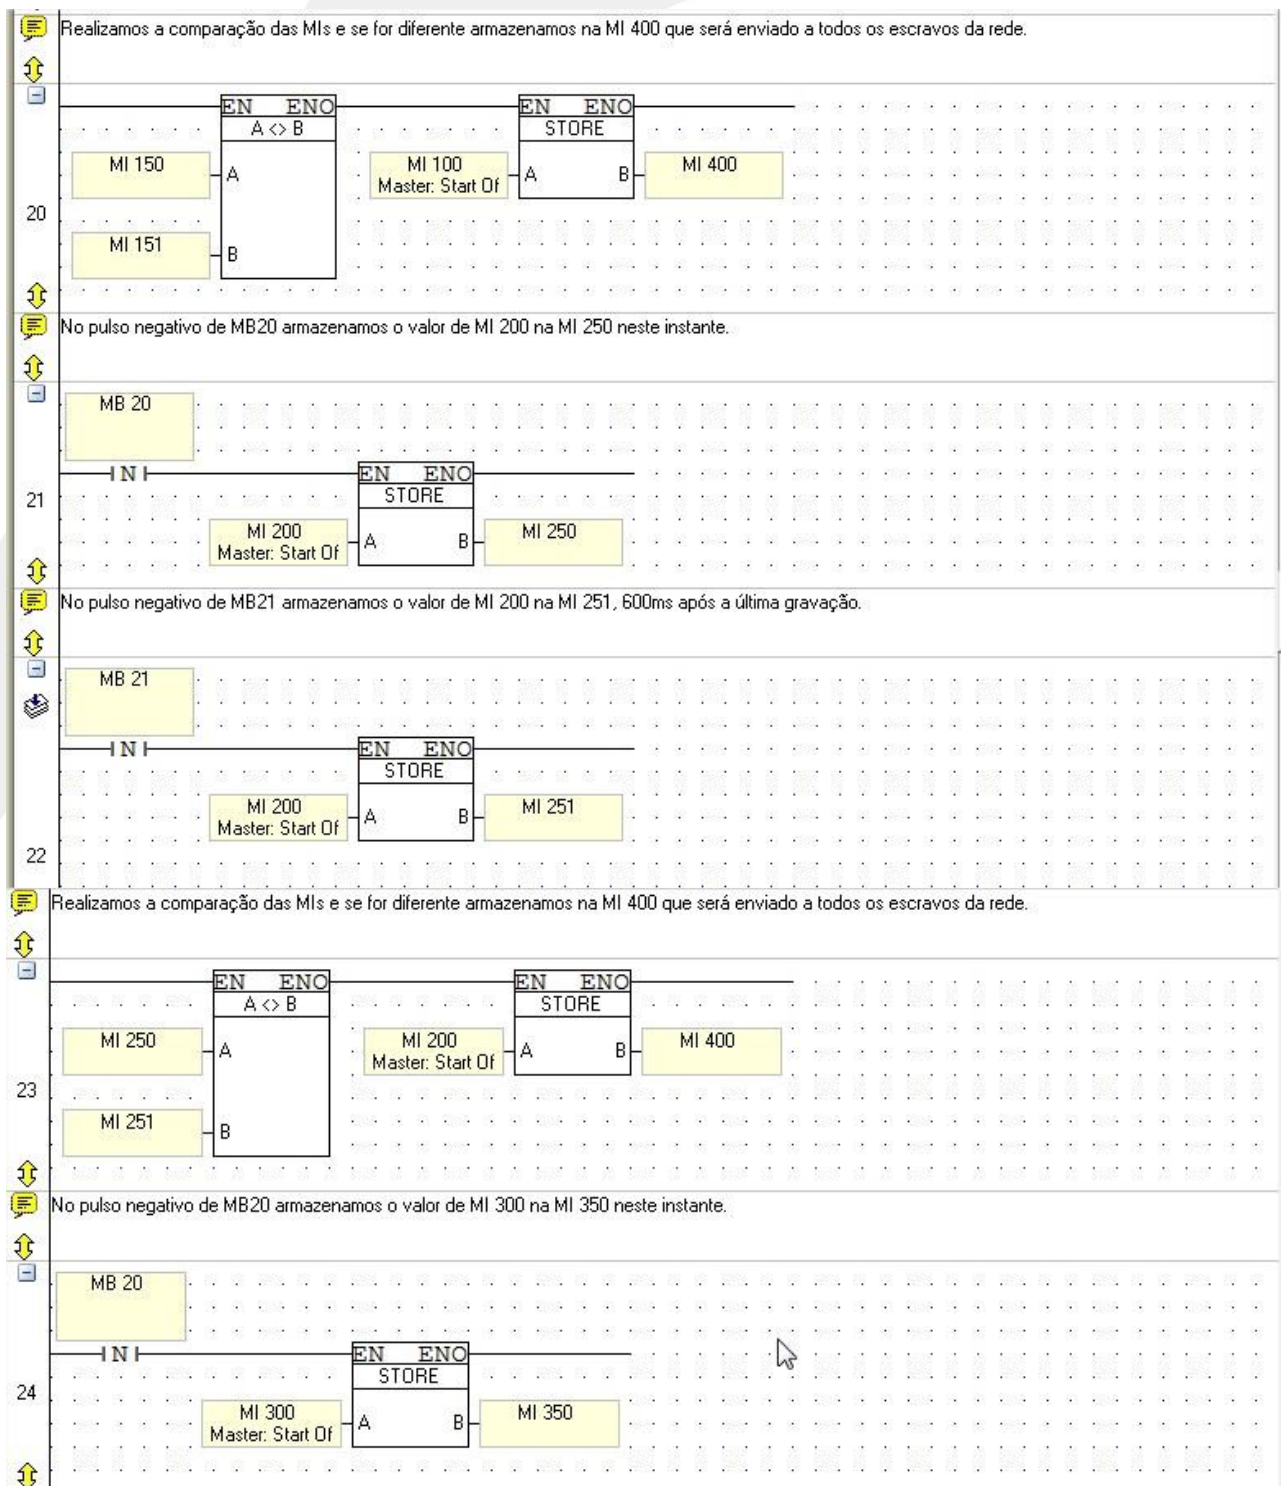 Realizamos a comparação das MIs e se for diferente armazenamos na MI 400 que será enviado a todos os escravos da rede.
EN ENO EN ENO
A <> B STORE
MI 150 A MI 100 A B MI 400
Master: Start Of
20
MI 151 B
No pulso negativo de MB20 armazenamos o valor de MI 200 na MI 250 neste instante.
MB 20
N EN ENO
STORE
21
MI 200 A B MI 250
Master: Start Of
No pulso negativo de MB21 armazenamos o valor de MI 200 na MI 251, 600ms após a última gravação.
MB 21
N EN ENO
STORE
MI 200 A B MI 251
Master: Start Of
22
Realizamos a comparação das MIs e se for diferente armazenamos na MI 400 que será enviado a todos os escravos da rede.
EN ENO EN ENO
A <> B STORE
MI 250 A MI 200 A B MI 400
Master: Start Of
23
MI 251 B
No pulso negativo de MB20 armazenamos o valor de MI 300 na MI 350 neste instante.
MB 20
N EN ENO
STORE
24
MI 300 A B MI 350
Master: Start Of